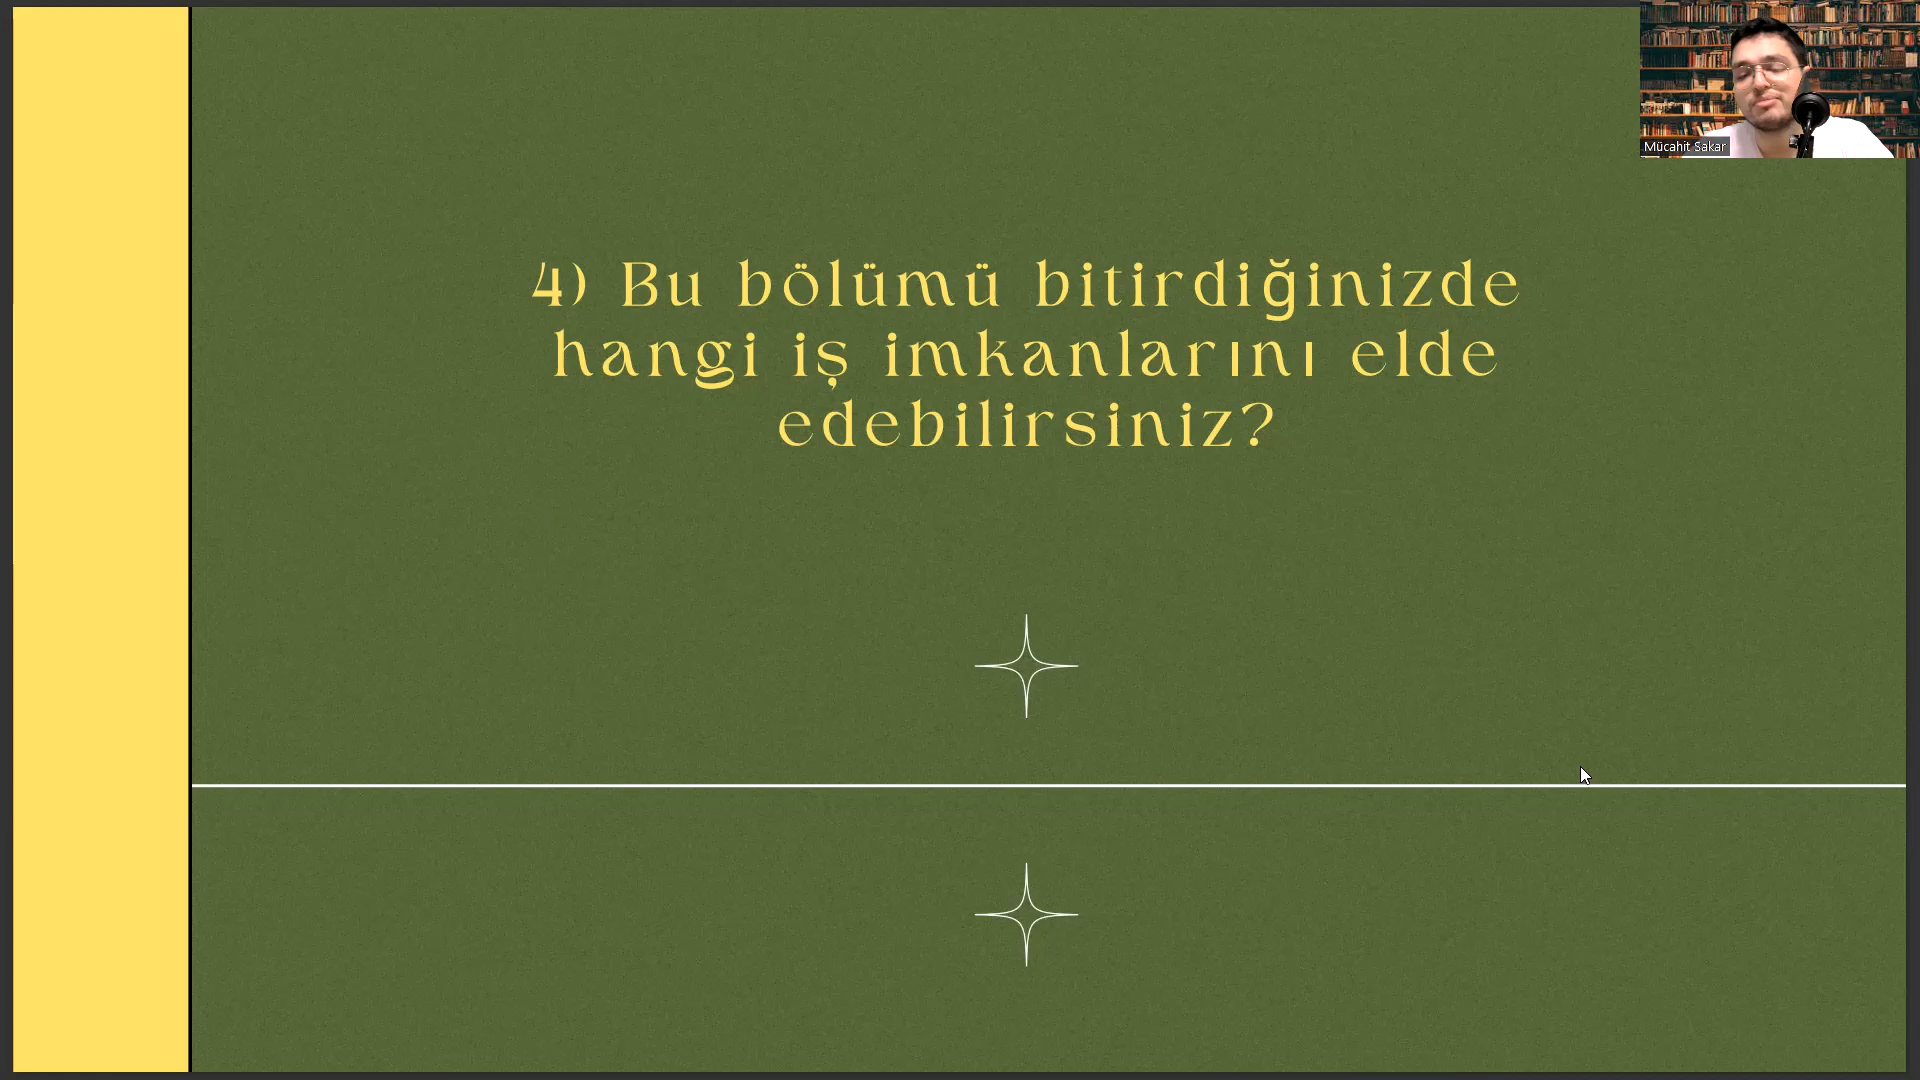 4) Bu bölümü bitirdiğinizde
hangi iş imkanlarını elde
edebilirsiniz?
Mücahit Sakar